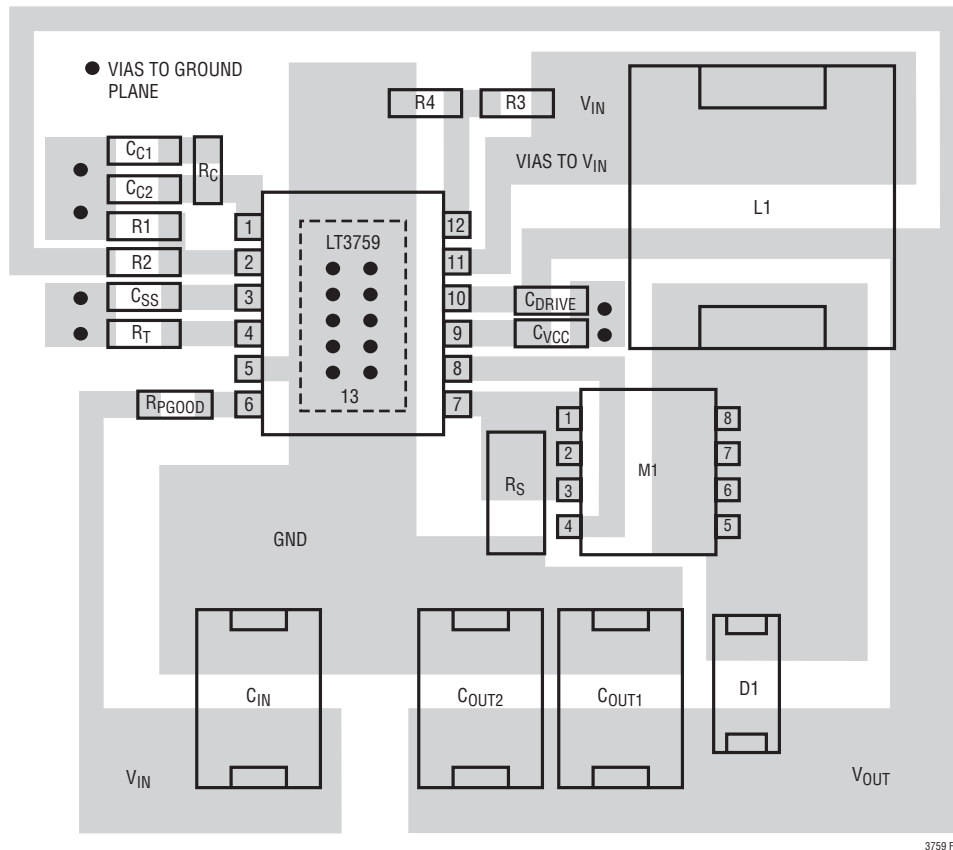 VIAS TO GROUND
PLANE
R4
R3
VIN
CC1
RC
VIAS TO VIN
CC2
L1
R1
1
12
LT3759
R2
2
11
CSS
3
10
CDRIVE
RT
4
9
CVCC
5
8
RPGOOD
6
13
7
1
8
2
7
M1
RS
3
6
4
5
GND
CIN
COUT2
COUT1
D1
VIN
VOUT
3759 F